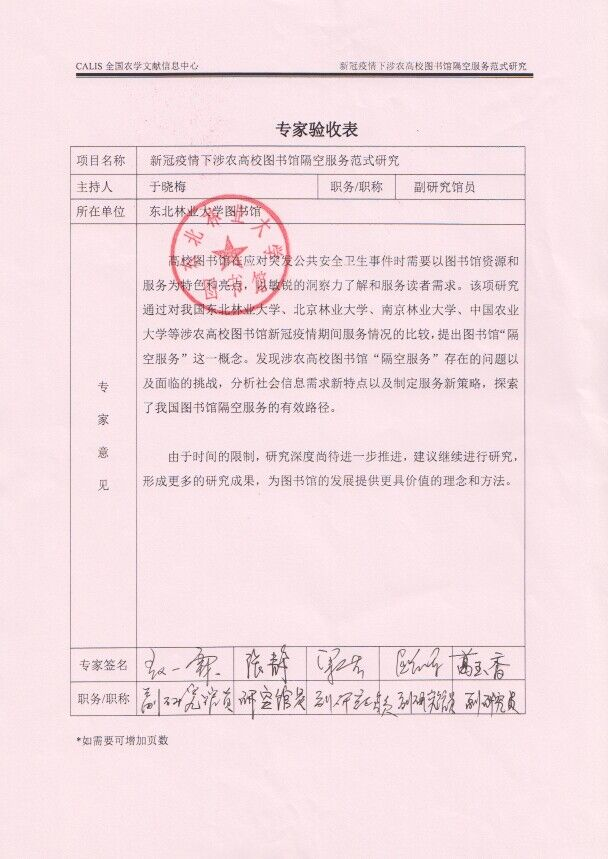 CALIS 全国农学文献信息中心 新冠疫情下涉农高校图书馆隔空服务范式研究
专家验收表
项目名称 新冠疫情下涉农高校图书馆隔空服务范式研究
主持人 于晓梅 职务/职称 副研究馆员
所在单位 东北林业大学图书馆
东北林业大学
图书馆
专家意见
高校图书馆在应对突发公共安全卫生事件时需要以图书馆资源和
服务为特色和亮点，以敏锐的洞察力了解和服务读者需求。该项研究
通过对我国东北林业大学、北京林业大学、南京林业大学、中国农业
大学等涉农高校图书馆新冠疫情期间服务情况的比较，提出图书馆“隔
空服务”这一概念。发现涉农高校图书馆“隔空服务”存在的问题以
及面临的挑战，分析社会信息需求新特点以及制定服务新策略，探索
了我国图书馆隔空服务的有效路径。
由于时间的限制，研究深度尚待进一步推进，建议继续进行研究，
形成更多的研究成果，为图书馆的发展提供更具价值的理念和方法。
专家签名 张静 葛玉香
职务/职称 副研究馆员 研究馆员 副研究馆员 副研究馆员 副研究员
*如需要可增加页数